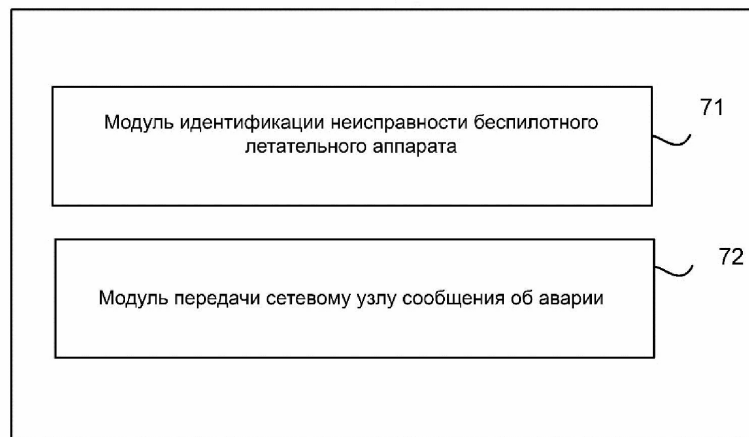 Модуль идентификации неисправности беспилотного
летательного аппарата
71
Модуль передачи сетевому узлу сообщения об аварии
72